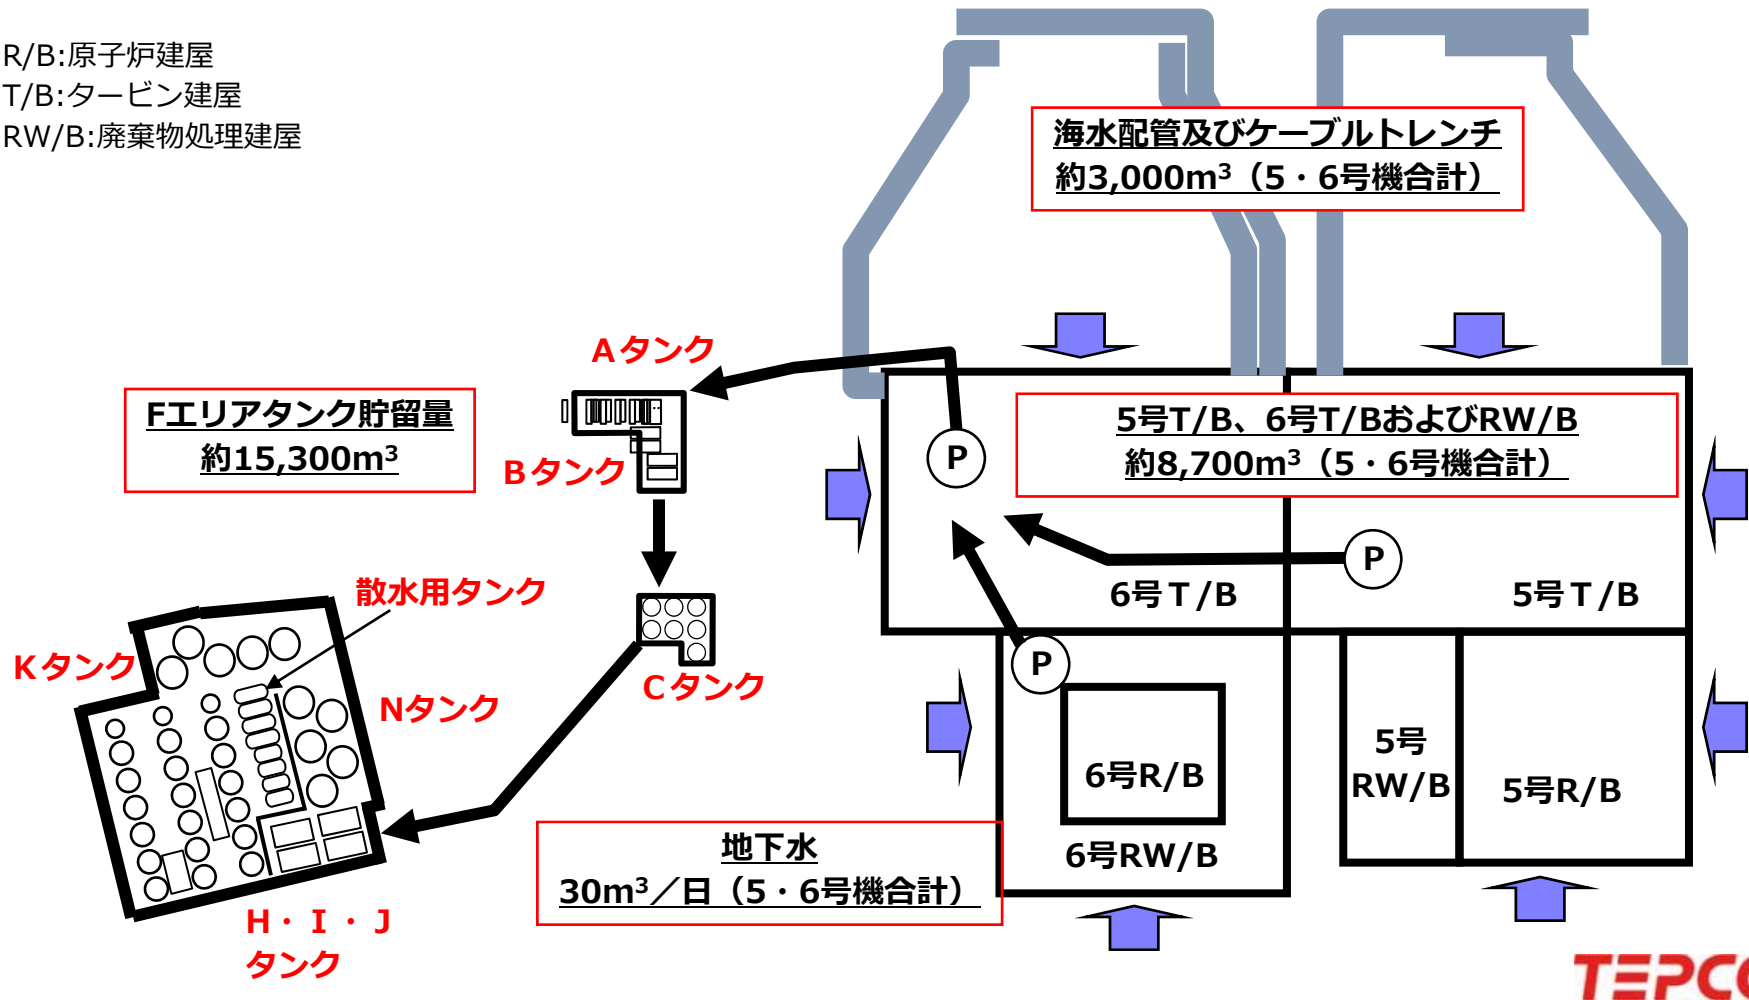 R/B:原子炉建屋
T/B:タービン建屋
RW/B:廃棄物処理建屋
海水配管及びケーブルトレンチ
約3,000m³（5・6号機合計）
Aタンク
Fエリアタンク貯留量
約15,300m³
Bタンク
5号T/B、6号T/BおよびRW/B
約8,700m³（5・6号機合計）
P
P
6号T/B
5号T/B
散水用タンク
Kタンク
Nタンク
Cタンク
P
5号
RW/B
6号R/B
5号R/B
6号RW/B
地下水
30m³／日（5・6号機合計）
H・I・J
タンク
TEPCO